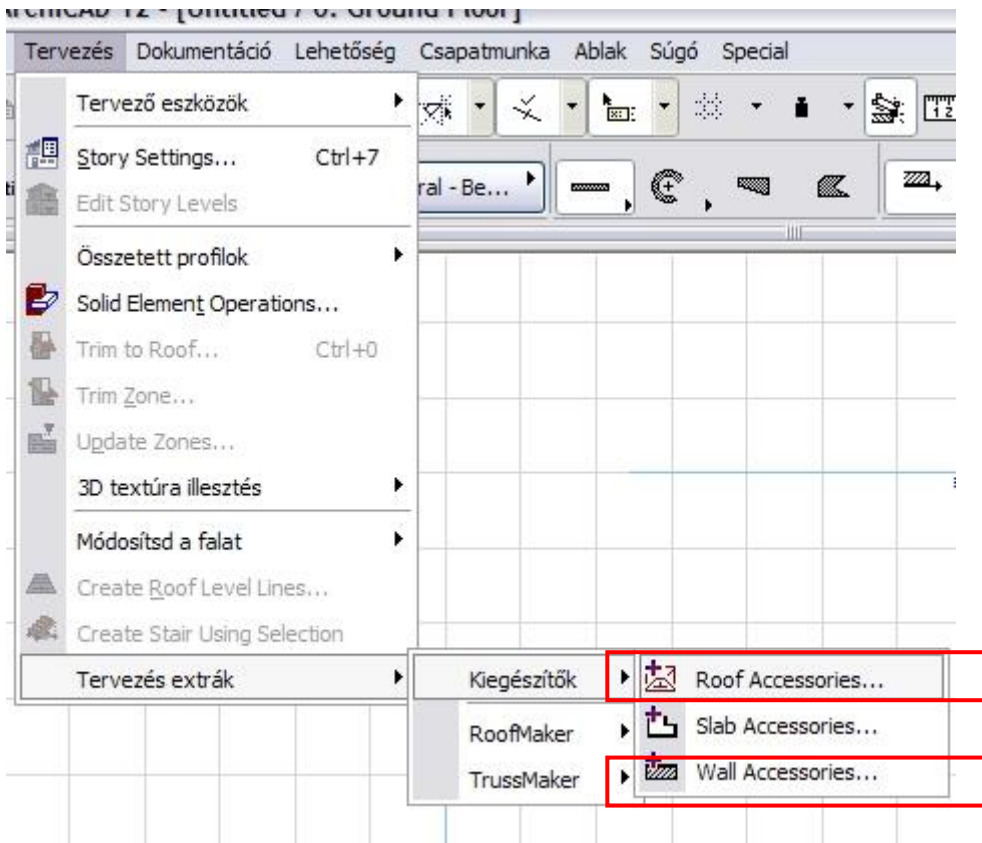 ArchiCAD 12 - [Untitled / 0. Ground Floor]
Tervezés Dokumentáció Lehetőség Csapatmunka Ablak Súgó Special
Tervező eszközök
Story Settings... Ctrl+7
ral - Be...
Edit Story Levels
Összetett profilok
Solid Element Operations...
Trim to Roof... Ctrl+0
Trim Zone...
Update Zones...
3D textúra illesztés
Módosítsd a falat
Create Roof Level Lines...
Create Stair Using Selection
Tervezés extrák
Kiegészítők
RoofMaker
TrussMaker
Roof Accessories...
Slab Accessories...
Wall Accessories...